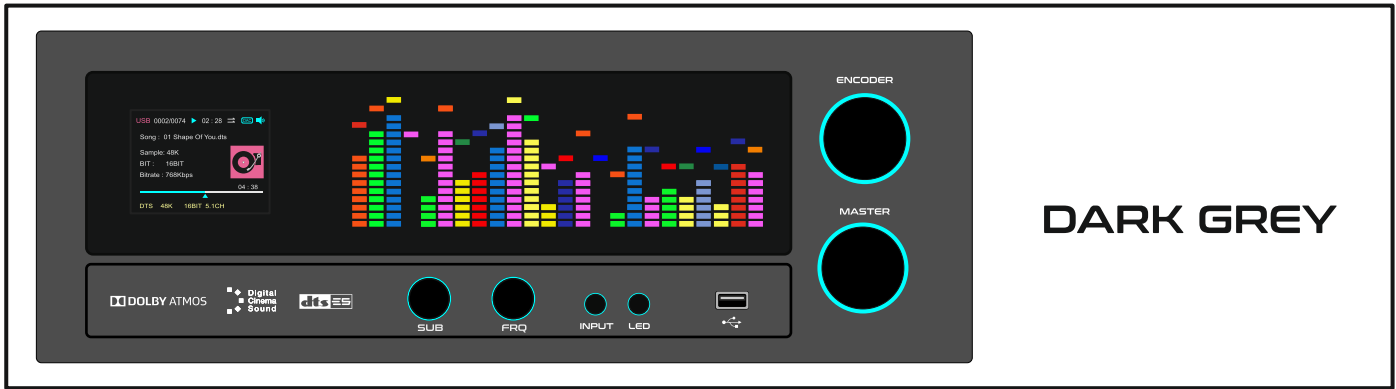 ENCODER
USB 0002/0074 02 : 28
Song : 01 Shape Of You.dts
Sample: 48K
BIT : 16BIT
Bitrate : 768Kbps
04 : 38
DTS 48K 16BIT 5.1CH
MASTER
DARK GREY
DOLBY ATMOS
Digital
Cinema
Sound
dts ES
SUB
FRQ
INPUT
LED